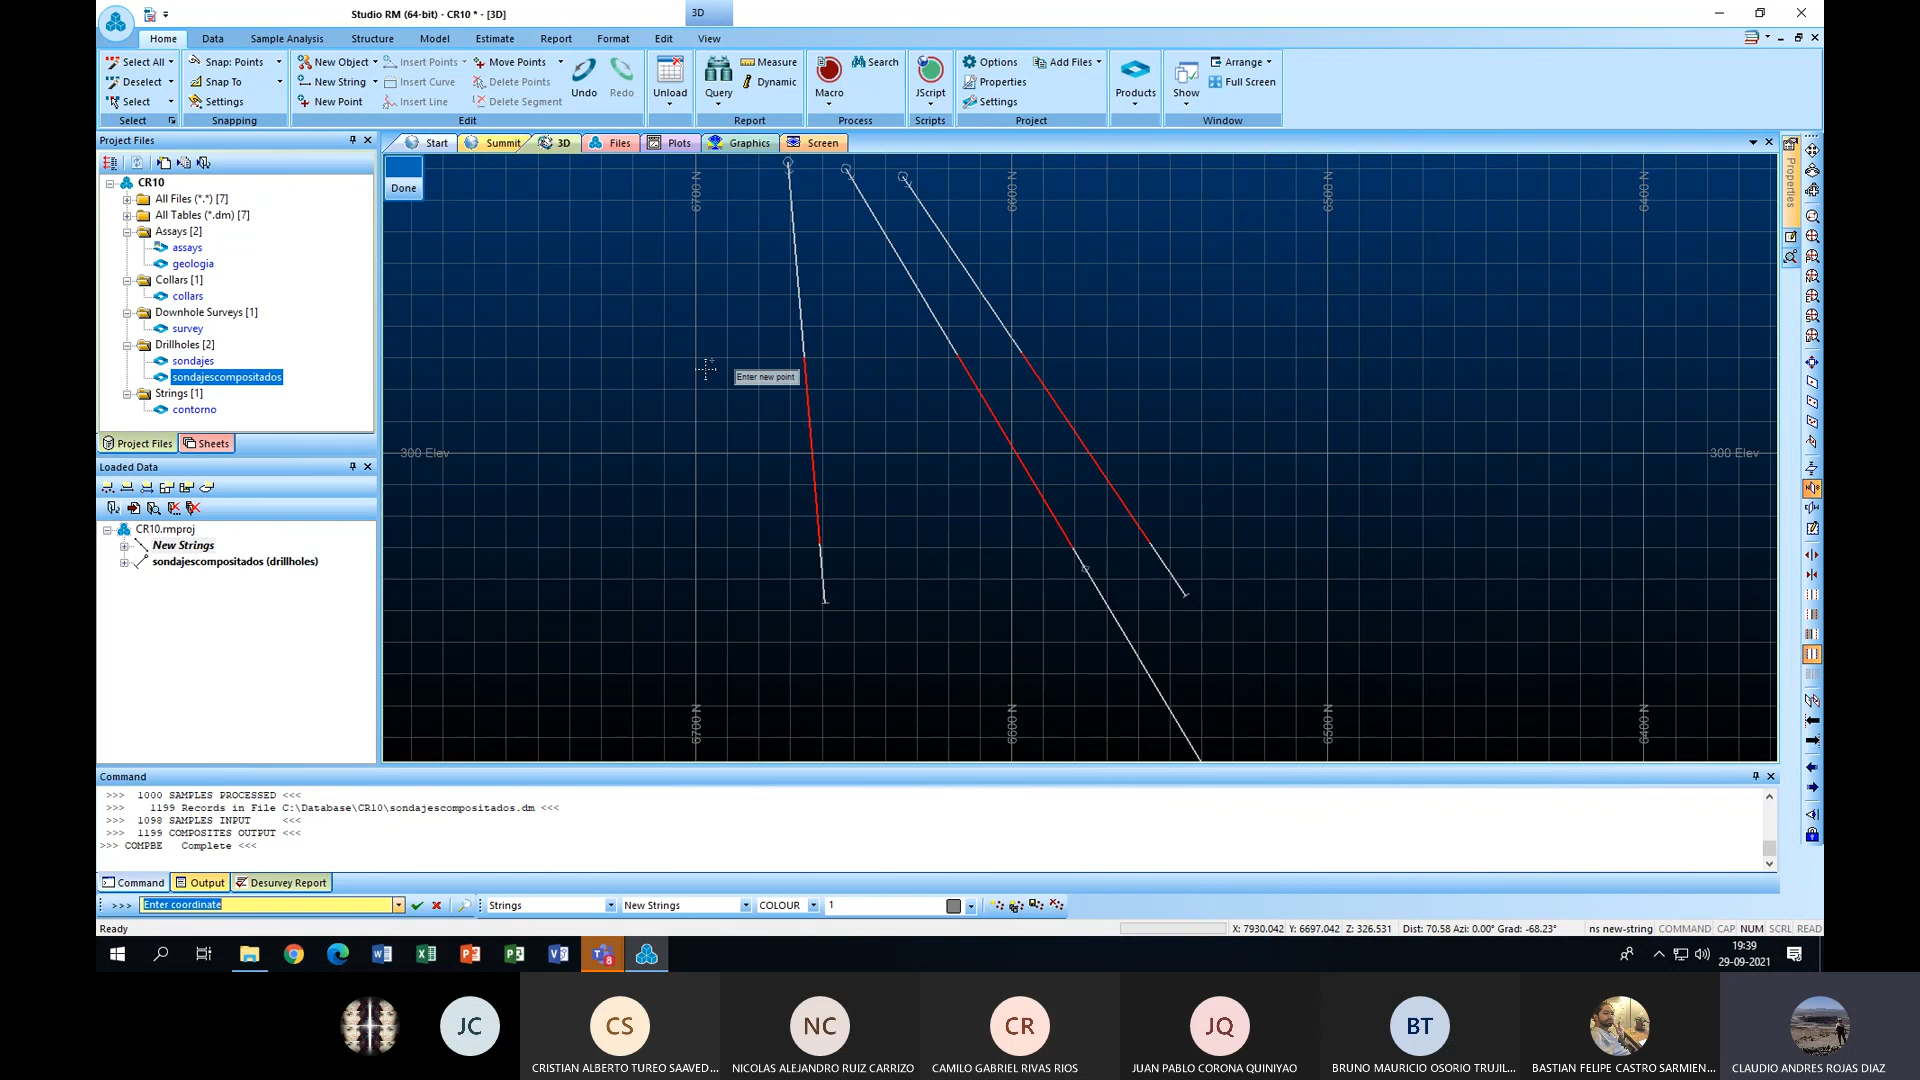 Studio RM (64-bit) - CR10 * - [3D]
3D
Home
Data
Sample Analysis
Structure
Model
Estimate
Report
Format
Edit
View
Select All
Deselect
Select
Select
Snap: Points
Snap To
Settings
Snapping
New Object
New String
New Point
Insert Points
Insert Curve
Insert Line
Move Points
Delete Points
Delete Segment
Edit
Undo
Redo
Unload
Query
Measure
Dynamic
Report
Macro
Search
Process
JScript
Scripts
Options
Properties
Settings
Add Files
Project
Products
Show
Arrange
Full Screen
Window
Project Files
CR10
All Files (*.*) [7]
All Tables (*.dm) [7]
Assays [2]
assays
geologia
Collars [1]
collars
Downhole Surveys [1]
survey
Drillholes [2]
sondajes
sondajescompositados
Strings [1]
contorno
Project Files
Sheets
Loaded Data
CR10.rmproj
New Strings
sondajescompositados (drillholes)
Start
Summit
3D
Files
Plots
Graphics
Screen
Done
6700 N
6600 N
6500 N
6400 N
Enter new point
300 Elev
300 Elev
6700 N
6600 N
6500 N
6400 N
Properties
Command
>>> 1000 SAMPLES PROCESSED <<<
>>> 1199 Records in File C:\Database\CR10\sondajescompositados.dm <<<
>>> 1098 SAMPLES INPUT <<<
>>> 1199 COMPOSITES OUTPUT <<<
>>> COMPBE Complete <<<
Command
Output
Desurvey Report
>>>
Enter coordinate
Strings
New Strings
COLOUR
1
Ready
X: 7930.042 Y: 6697.042 Z: 326.531
Dist: 70.58 Azi: 0.00° Grad: -68.23°
ns new-string
COMMAND
CAP
NUM
SCRL
READ
8
19:39
29-09-2021
JC
CS
CRISTIAN ALBERTO TUREO SAAVED...
NC
NICOLAS ALEJANDRO RUIZ CARRIZO
CR
CAMILO GABRIEL RIVAS RIOS
JQ
JUAN PABLO CORONA QUINIYAO
BT
BRUNO MAURICIO OSORIO TRUJIL...
BASTIAN FELIPE CASTRO SARMIEN...
CLAUDIO ANDRES ROJAS DIAZ